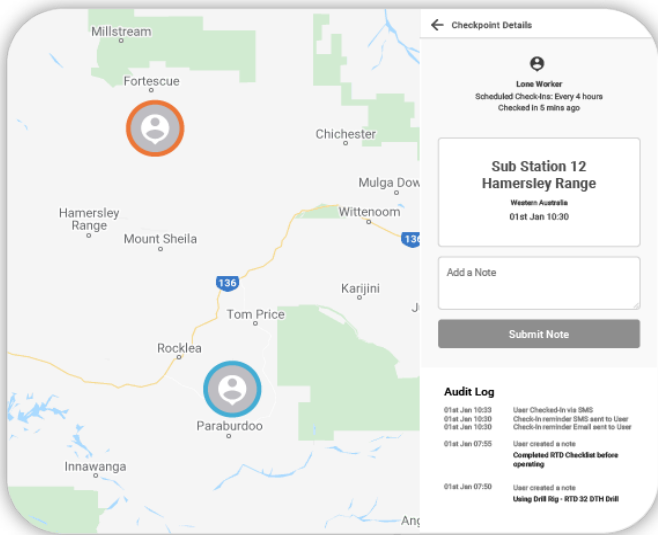 Millstream
Fortescue
Chichester
Mulga Dow
Hamersley
Range
Wittenoom
Mount Sheila
136
136
Karijini
Tom Price
Rocklea
Paraburdoo
Innawanga
Ang
Checkpoint Details
Lone Worker
Scheduled Check-Ins: Every 4 hours
Checked in 5 mins ago
Sub Station 12
Hamersley Range
Western Australia
01st Jan 10:30
Add a Note
Submit Note
Audit Log
01st Jan 10:33 User Checked-In via SMS
01st Jan 10:30 Check-In reminder SMS sent to User
01st Jan 10:30 Check-In reminder Email sent to User
01st Jan 07:55 User created a note
Completed RTD Checklist before
operating
01st Jan 07:50 User created a note
Using Drill Rig - RTD 32 DTH Drill